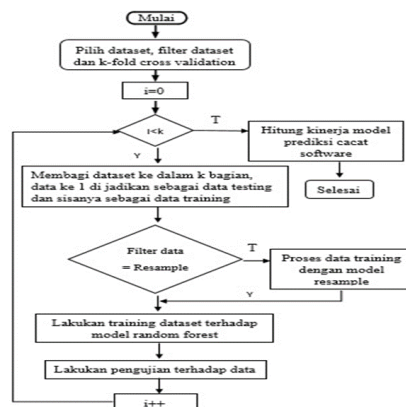 Mulai
Pilih dataset, filter dataset
dan k-fold cross validation
i=0
i<k
T
Hitung kinerja model
prediksi cacat
software
Y
Selesai
Membagi dataset ke dalam k bagian,
data ke 1 di jadikan sebagai data testing
dan sisanya sebagai data training
Filter data
= Resample
T
Proses data training
dengan model
resample
Y
Lakukan training dataset terhadap
model random forest
Lakukan pengujian terhadap data
i++